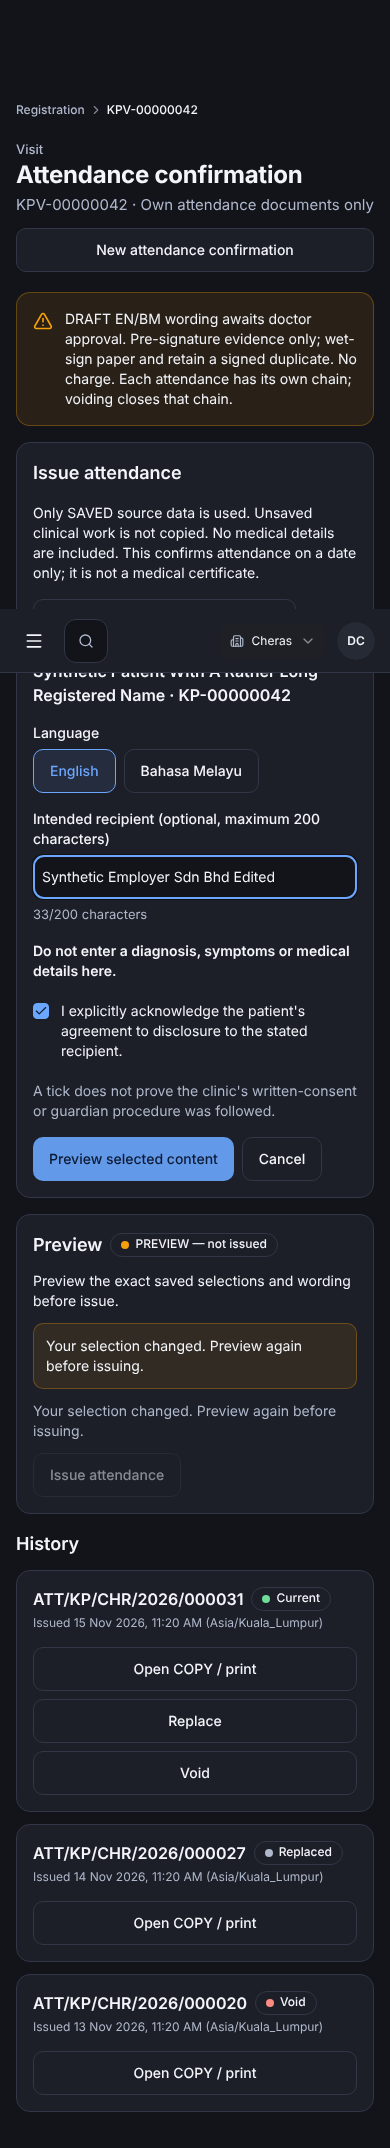 Registration > KPV-00000042
Visit
Attendance confirmation
KPV-00000042 · Own attendance documents only
New attendance confirmation
DRAFT EN/BM wording awaits doctor
approval. Pre-signature evidence only; wet-
sign paper and retain a signed duplicate. No
charge. Each attendance has its own chain;
voiding closes that chain.
Issue attendance
Only SAVED source data is used. Unsaved
clinical work is not copied. No medical details
are included. This confirms attendance on a date
only; it is not a medical certificate.
Cheras
DC
Synthetic Patient With A Rather Long
Registered Name · KP-00000042
Language
English
Bahasa Melayu
Intended recipient (optional, maximum 200
characters)
Synthetic Employer Sdn Bhd Edited
33/200 characters
Do not enter a diagnosis, symptoms or medical
details here.
I explicitly acknowledge the patient's
agreement to disclosure to the stated
recipient.
A tick does not prove the clinic's written-consent
or guardian procedure was followed.
Preview selected content
Cancel
Preview
PREVIEW — not issued
Preview the exact saved selections and wording
before issue.
Your selection changed. Preview again
before issuing.
Your selection changed. Preview again before
issuing.
Issue attendance
History
ATT/KP/CHR/2026/000031
Current
Issued 15 Nov 2026, 11:20 AM (Asia/Kuala_Lumpur)
Open COPY / print
Replace
Void
ATT/KP/CHR/2026/000027
Replaced
Issued 14 Nov 2026, 11:20 AM (Asia/Kuala_Lumpur)
Open COPY / print
ATT/KP/CHR/2026/000020
Void
Issued 13 Nov 2026, 11:20 AM (Asia/Kuala_Lumpur)
Open COPY / print